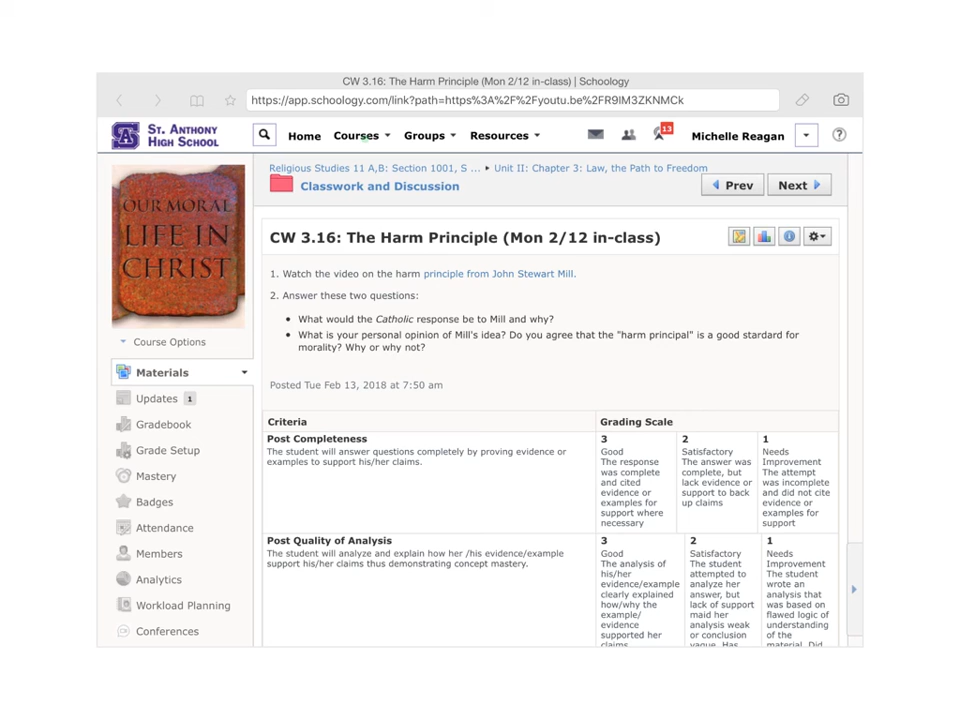 CW 3.16: The Harm Principle (Mon 2/12 in-class) | Schoology
https://app.schoology.com/link?path=https%3A%2F%2Fyoutu.be%2FR9IM3ZKNMCk
ST. ANTHONY
HIGH SCHOOL
Home Courses Groups Resources 13 Michelle Reagan
Religious Studies 11 A,B: Section 1001, S ... Unit II: Chapter 3: Law, the Path to Freedom
Classwork and Discussion
Prev Next
OUR MORAL
LIFE IN
CHRIST
Course Options
Materials
Updates 1
Gradebook
Grade Setup
Mastery
Badges
Attendance
Members
Analytics
Workload Planning
Conferences
CW 3.16: The Harm Principle (Mon 2/12 in-class)
1. Watch the video on the harm principle from John Stewart Mill.
2. Answer these two questions:
• What would the Catholic response be to Mill and why?
• What is your personal opinion of Mill's idea? Do you agree that the "harm principal" is a good stardard for
morality? Why or why not?
Posted Tue Feb 13, 2018 at 7:50 am
Criteria Grading Scale
Post Completeness
The student will answer questions completely by proving evidence or
examples to support his/her claims.
3
Good
The response
was complete
and cited
evidence or
examples for
support where
necessary
2
Satisfactory
The answer was
complete, but
lack evidence or
support to back
up claims
1
Needs
Improvement
The attempt
was incomplete
and did not cite
evidence or
examples for
support
Post Quality of Analysis
The student will analyze and explain how her /his evidence/example
support his/her claims thus demonstrating concept mastery.
3
Good
The analysis of
his/her
evidence/example
clearly explained
how/why the
example/
evidence
supported her
claims
2
Satisfactory
The student
attempted to
analyze her
answer, but
lack of support
maid her
analysis weak
or conclusion
vague. Has
1
Needs
Improvement
The student
wrote an
analysis that
was based on
flawed logic of
understanding
of the
material. Did